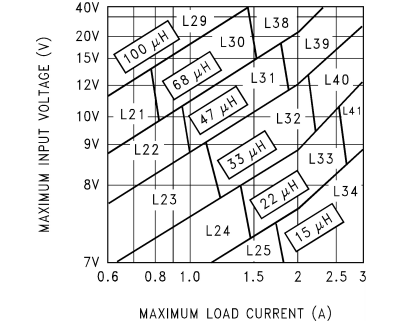 40V
L29
L38
20V
L30
L39
100 μH
15V
68 μH
L31
L40
12V
47 μH
L21
L32
L41
10V
9V
L22
33 μH
L33
8V
L23
22 μH
L34
L24
15 μH
L25
7V
0.6 0.8 1.0 1.5 2 2.5 3
MAXIMUM INPUT VOLTAGE (V)
MAXIMUM LOAD CURRENT (A)